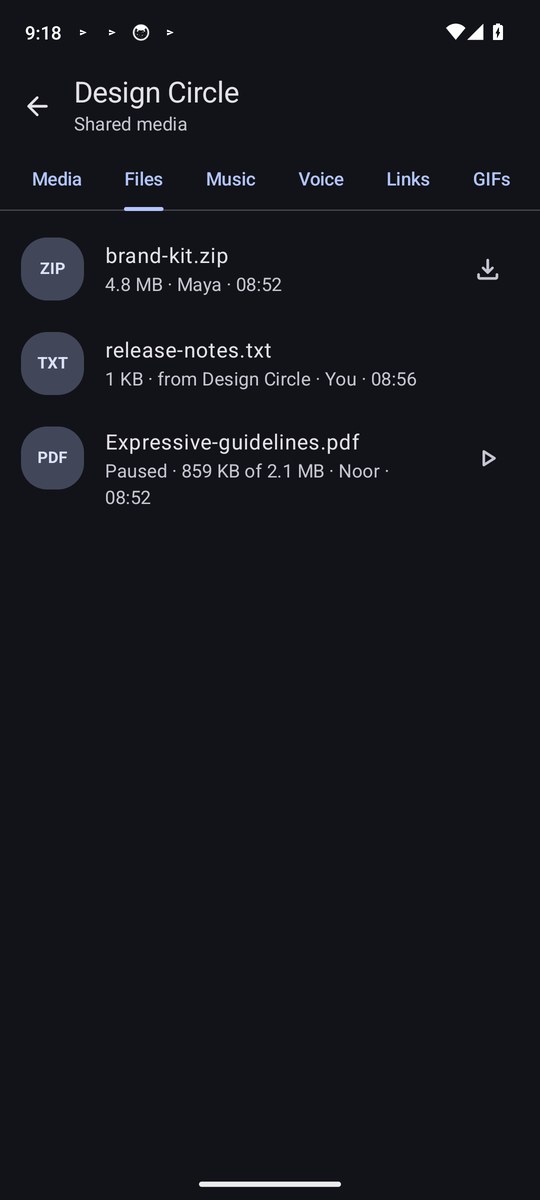 9:18
Design Circle
Shared media
Media Files Music Voice Links GIFs
ZIP
brand-kit.zip
4.8 MB · Maya · 08:52
TXT
release-notes.txt
1 KB · from Design Circle · You · 08:56
PDF
Expressive-guidelines.pdf
Paused · 859 KB of 2.1 MB · Noor ·
08:52